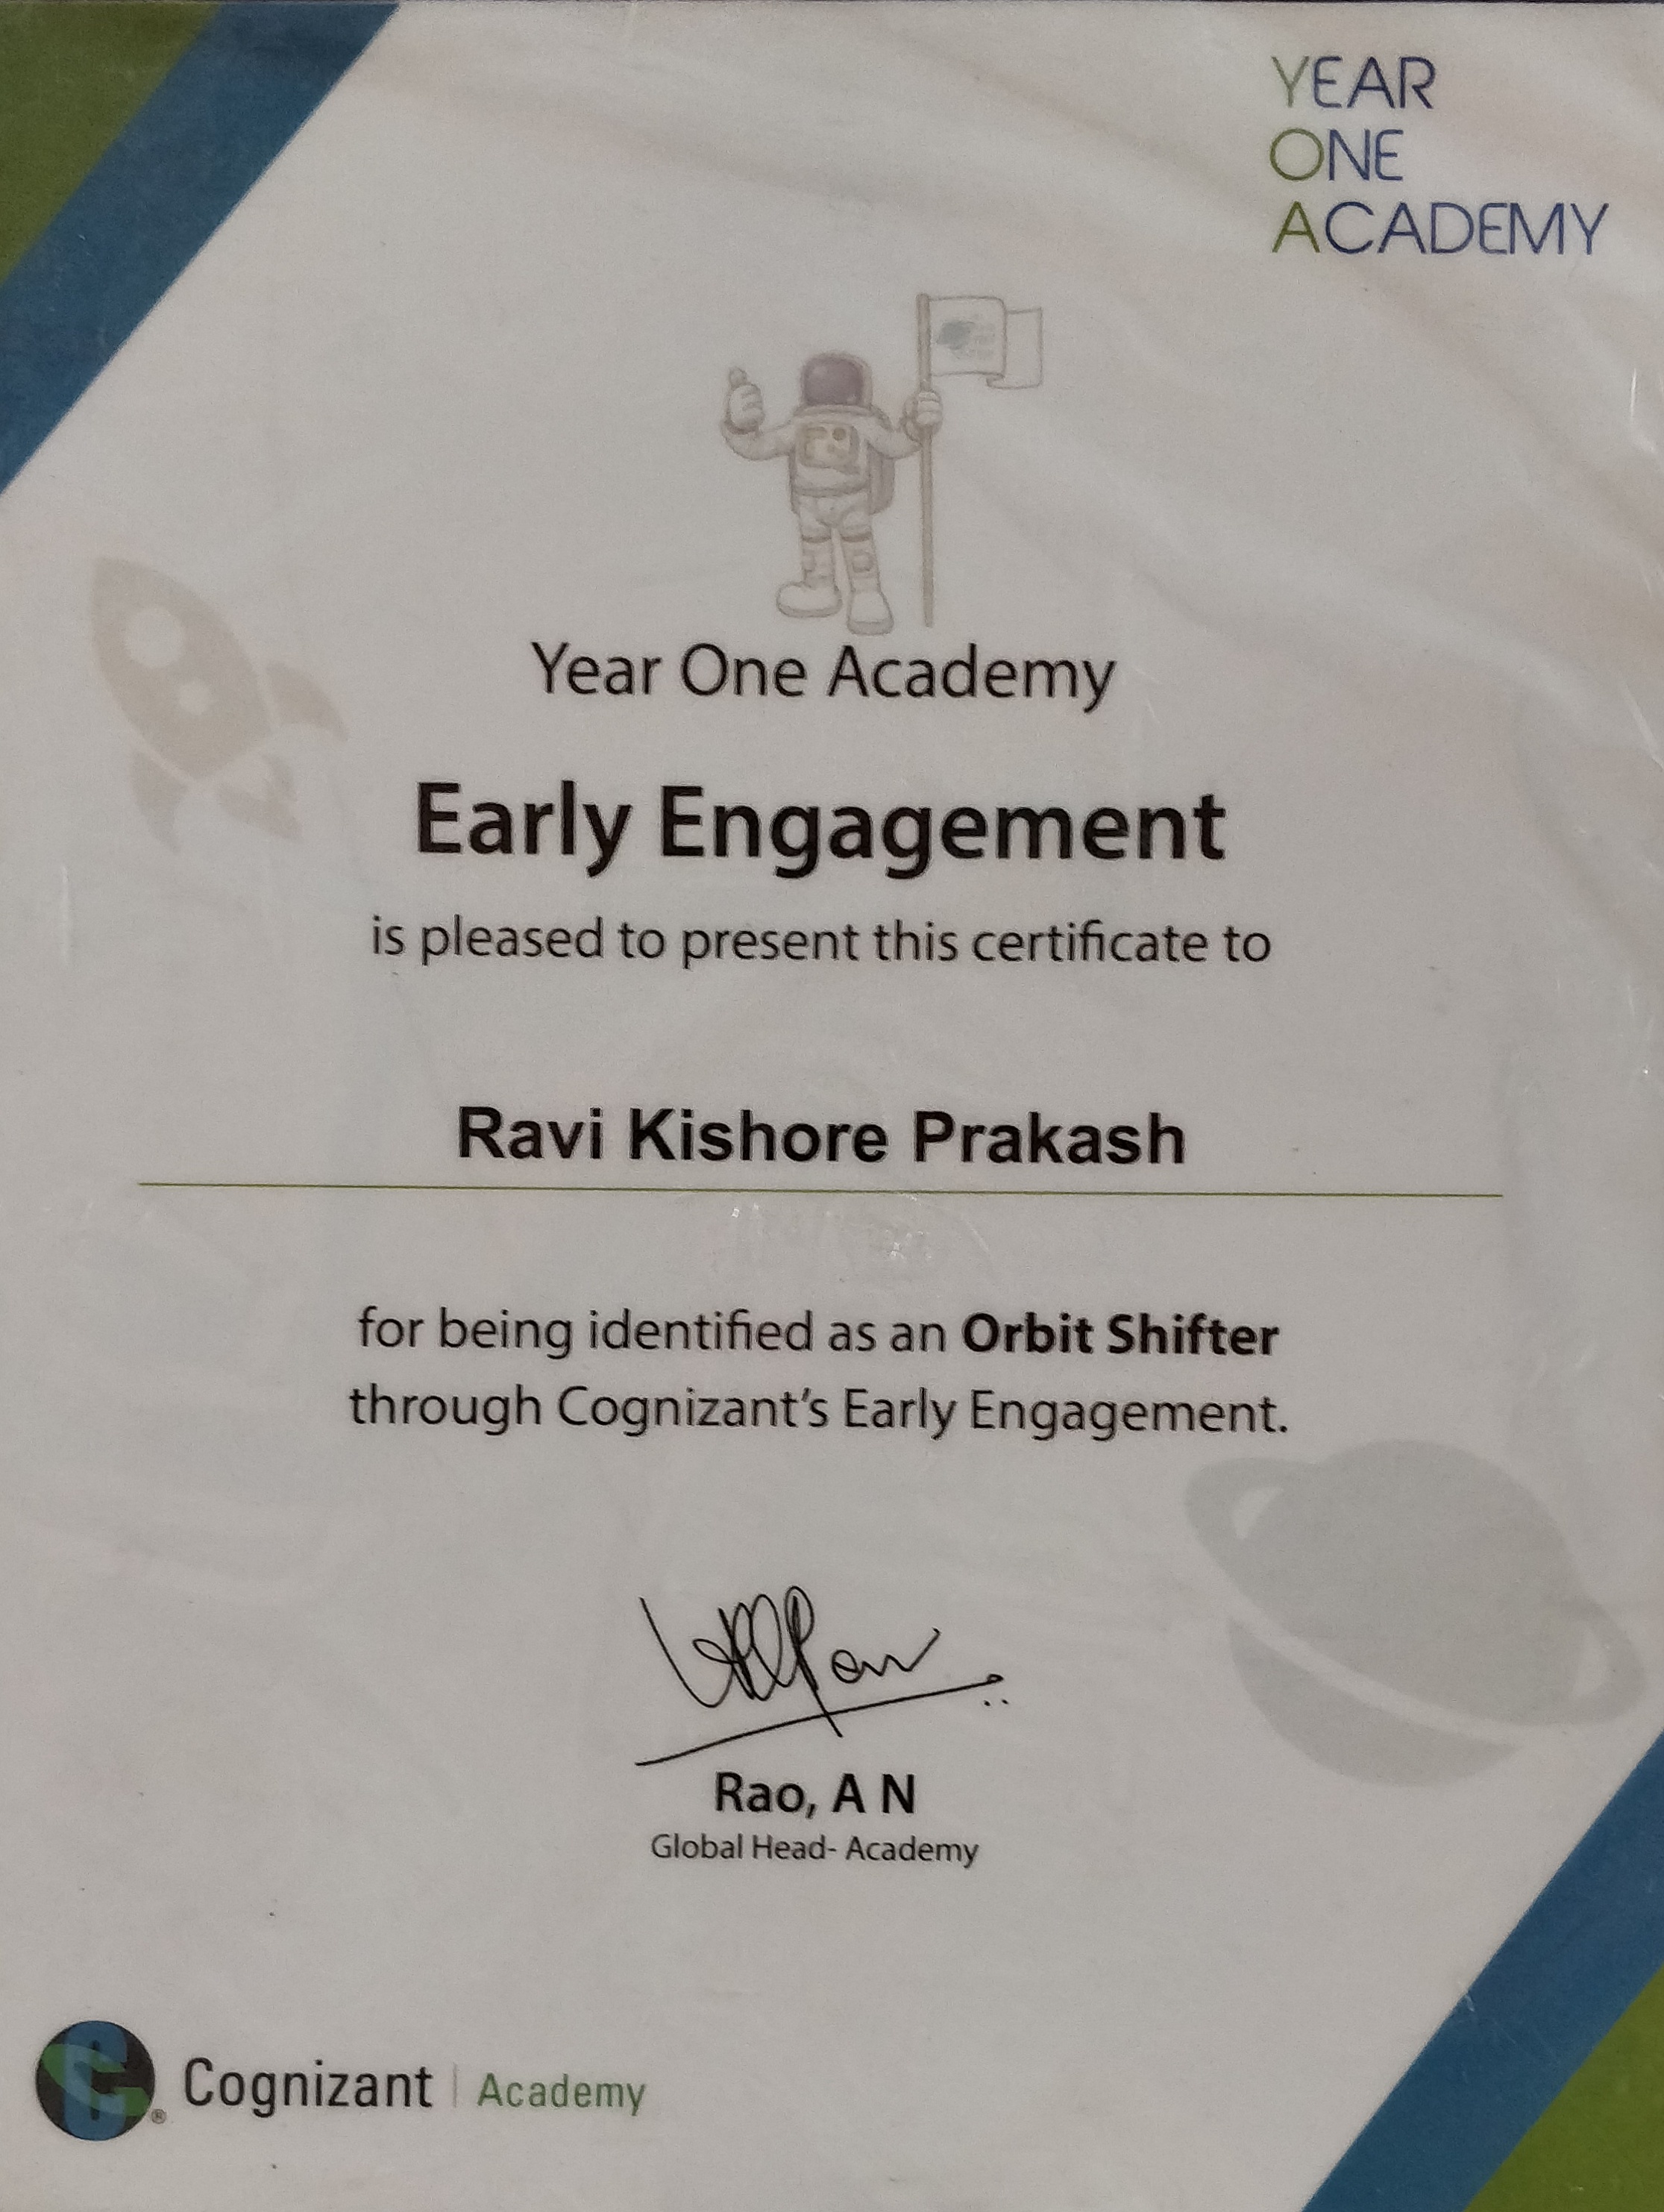 YEAR
ONE
ACADEMY
Year One Academy
Early Engagement
is pleased to present this certificate to
Ravi Kishore Prakash
for being identified as an Orbit Shifter
through Cognizant's Early Engagement.
Rao, A N
Global Head- Academy
Cognizant | Academy